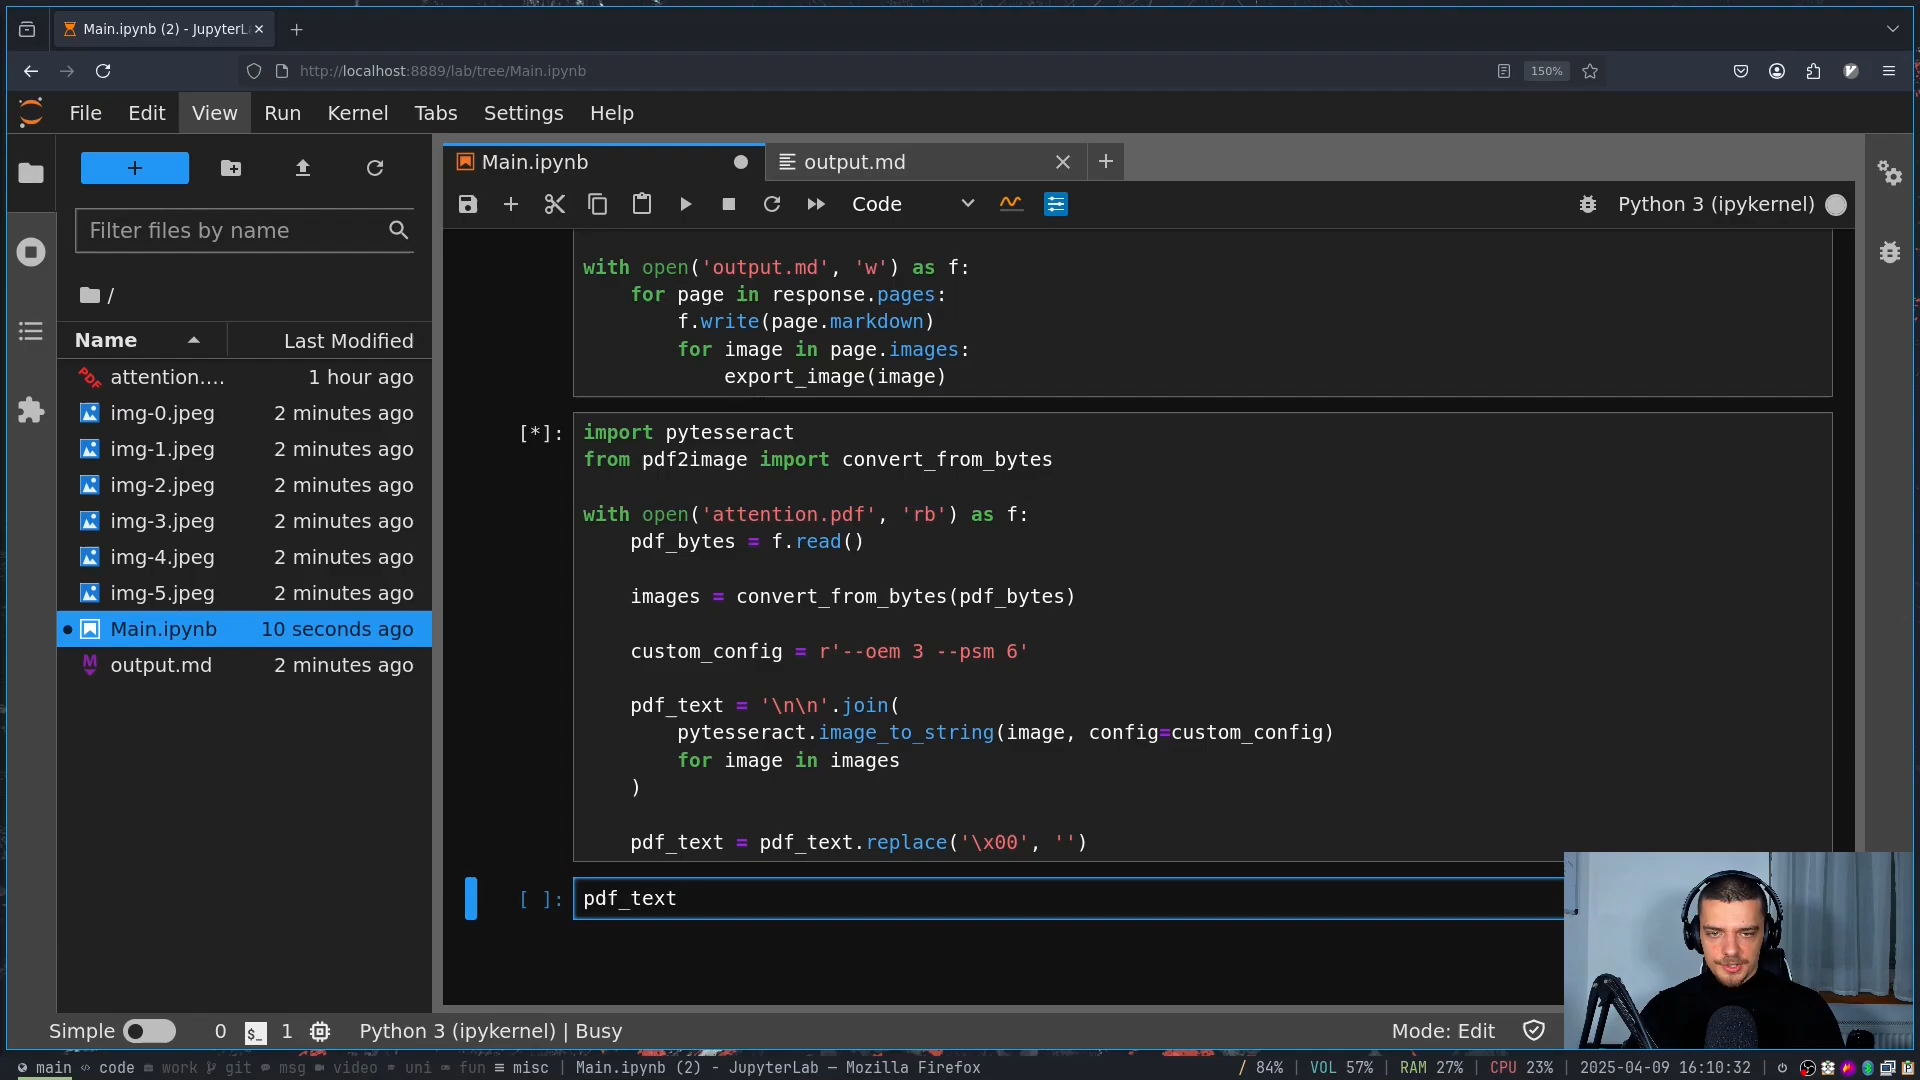 Main.ipynb (2) - JupyterL
http://localhost:8889/lab/tree/Main.ipynb
150%
File Edit View Run Kernel Tabs Settings Help
Main.ipynb
output.md
Code
Python 3 (ipykernel)
Filter files by name
/
Name Last Modified
attention.... 1 hour ago
img-0.jpeg 2 minutes ago
img-1.jpeg 2 minutes ago
img-2.jpeg 2 minutes ago
img-3.jpeg 2 minutes ago
img-4.jpeg 2 minutes ago
img-5.jpeg 2 minutes ago
Main.ipynb 10 seconds ago
output.md 2 minutes ago
with open('output.md', 'w') as f:
    for page in response.pages:
        f.write(page.markdown)
        for image in page.images:
            export_image(image)
[*]:
import pytesseract
from pdf2image import convert_from_bytes
with open('attention.pdf', 'rb') as f:
    pdf_bytes = f.read()
    images = convert_from_bytes(pdf_bytes)
    custom_config = r'--oem 3 --psm 6'
    pdf_text = '\n\n'.join(
        pytesseract.image_to_string(image, config=custom_config)
        for image in images
    )
    pdf_text = pdf_text.replace('\x00', '')
[ ]:
pdf_text
Simple 0 $_ 1 Python 3 (ipykernel) | Busy
Mode: Edit
main code work git msg video uni fun misc | Main.ipynb (2) - JupyterLab — Mozilla Firefox
/ 84% | VOL 57% | RAM 27% | CPU 23% | 2025-04-09 16:10:32 |